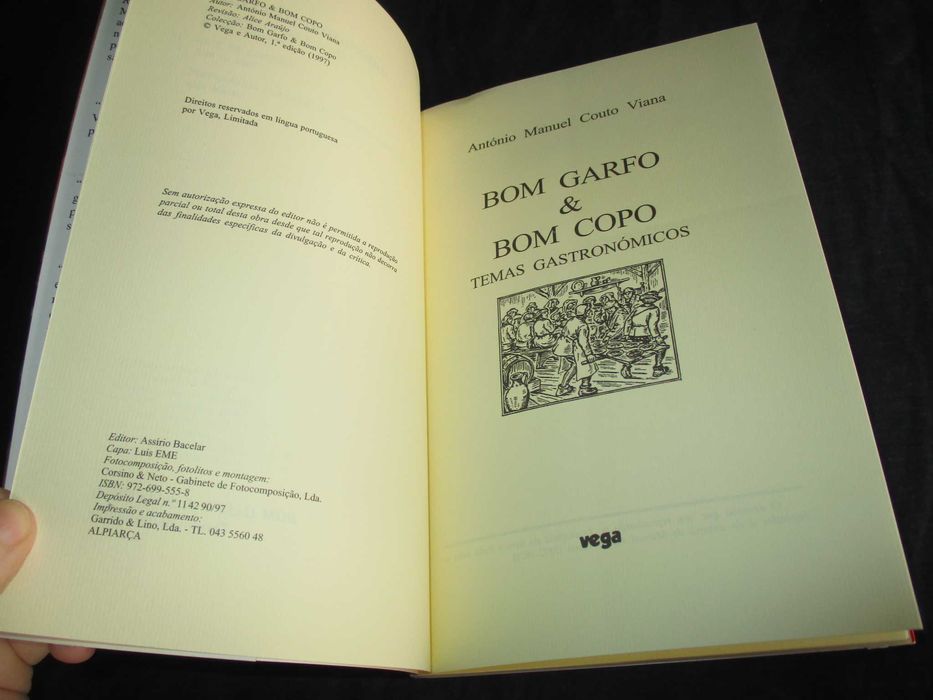 GARFO & BOM COPO
Autor: António Manuel Couto Viana
Revisão: Alice Araújo
Colecção: Bom Garfo & Bom Copo
© Vega e Autor, 1.ª edição (1997)
Direitos reservados em língua portuguesa
por Vega, Limitada
Sem autorização expressa do editor não é permitida a reprodução
parcial ou total desta obra desde que tal reprodução não decorra
das finalidades específicas da divulgação e da crítica.
Editor: Assírio Bacelar
Capa: Luís EME
Fotocomposição, fotolitos e montagem:
Corsino & Neto - Gabinete de Fotocomposição, Lda.
ISBN: 972-699-555-8
Depósito Legal n.º 1142 90/97
Impressão e acabamento:
Garrido & Lino, Lda. - TL. 043 5560 48
ALPIARÇA
António Manuel Couto Viana
BOM GARFO
&
BOM COPO
TEMAS GASTRONÓMICOS
vega